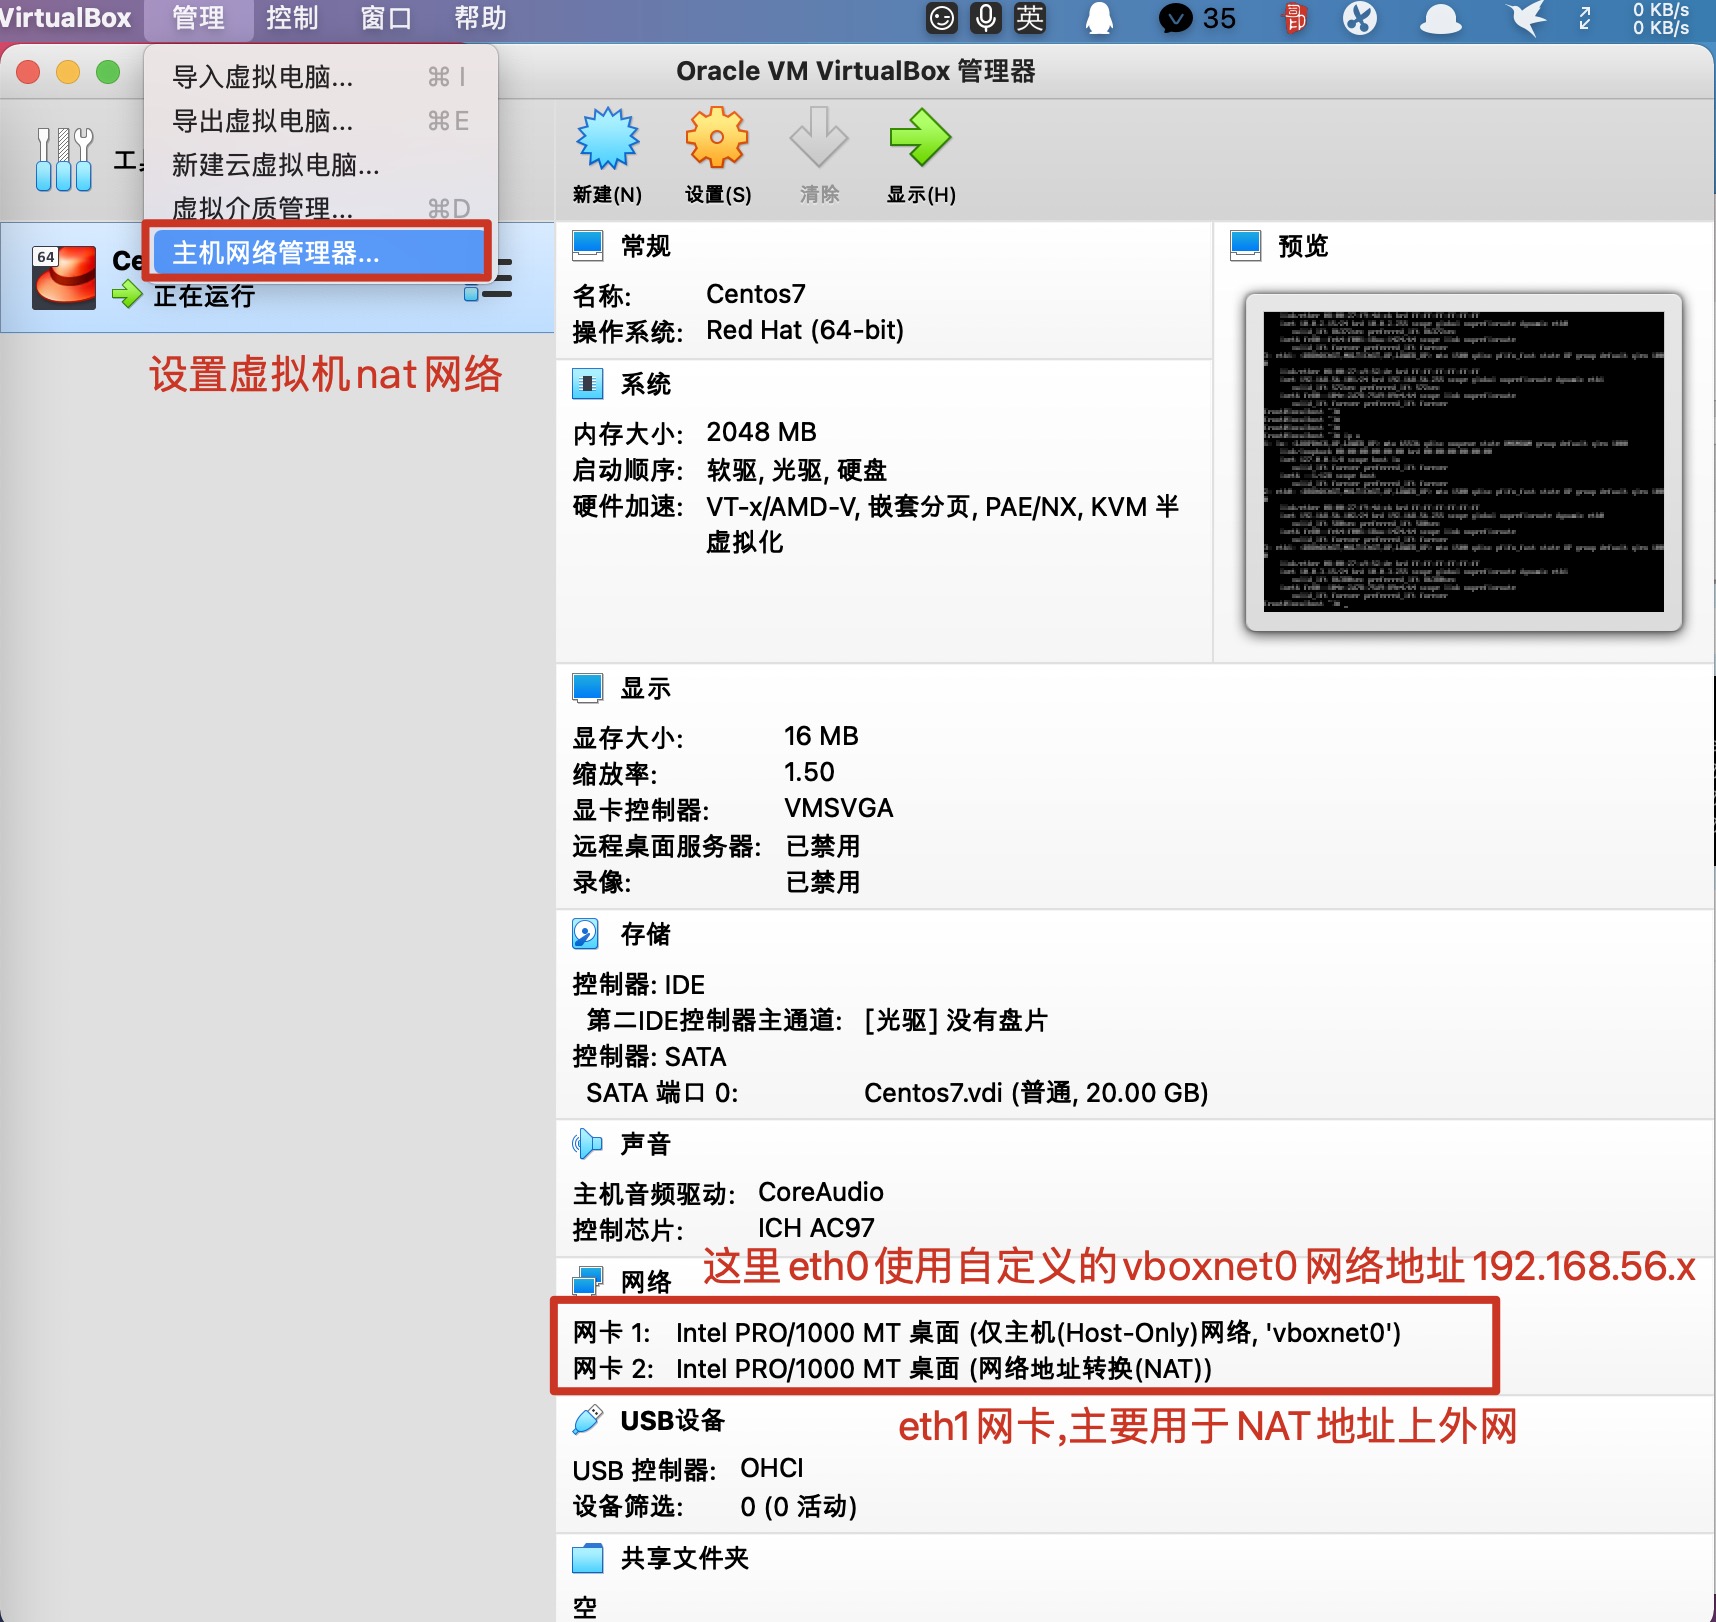 VirtualBox 管理 控制 窗口 帮助 英 35 0 KB/s
0 KB/s
Oracle VM VirtualBox 管理器
导入虚拟电脑... ⌘ I
导出虚拟电脑... ⌘ E
新建云虚拟电脑...
虚拟介质管理... ⌘D
主机网络管理器...
新建(N) 设置(S) 清除 显示(H)
64
正在运行
设置虚拟机nat网络
常规
名称: Centos7
操作系统: Red Hat (64-bit)
预览
系统
内存大小: 2048 MB
启动顺序: 软驱, 光驱, 硬盘
硬件加速: VT-x/AMD-V, 嵌套分页, PAE/NX, KVM 半
虚拟化
显示
显存大小: 16 MB
缩放率: 1.50
显卡控制器: VMSVGA
远程桌面服务器: 已禁用
录像: 已禁用
存储
控制器: IDE
第二IDE控制器主通道: [光驱] 没有盘片
控制器: SATA
SATA 端口 0: Centos7.vdi (普通, 20.00 GB)
声音
主机音频驱动: CoreAudio
控制芯片: ICH AC97
这里eth0使用自定义的vboxnet0网络地址192.168.56.x
网络
网卡 1: Intel PRO/1000 MT 桌面 (仅主机(Host-Only)网络, 'vboxnet0')
网卡 2: Intel PRO/1000 MT 桌面 (网络地址转换(NAT))
eth1网卡,主要用于NAT地址上外网
USB设备
USB 控制器: OHCI
设备筛选: 0 (0 活动)
共享文件夹
空